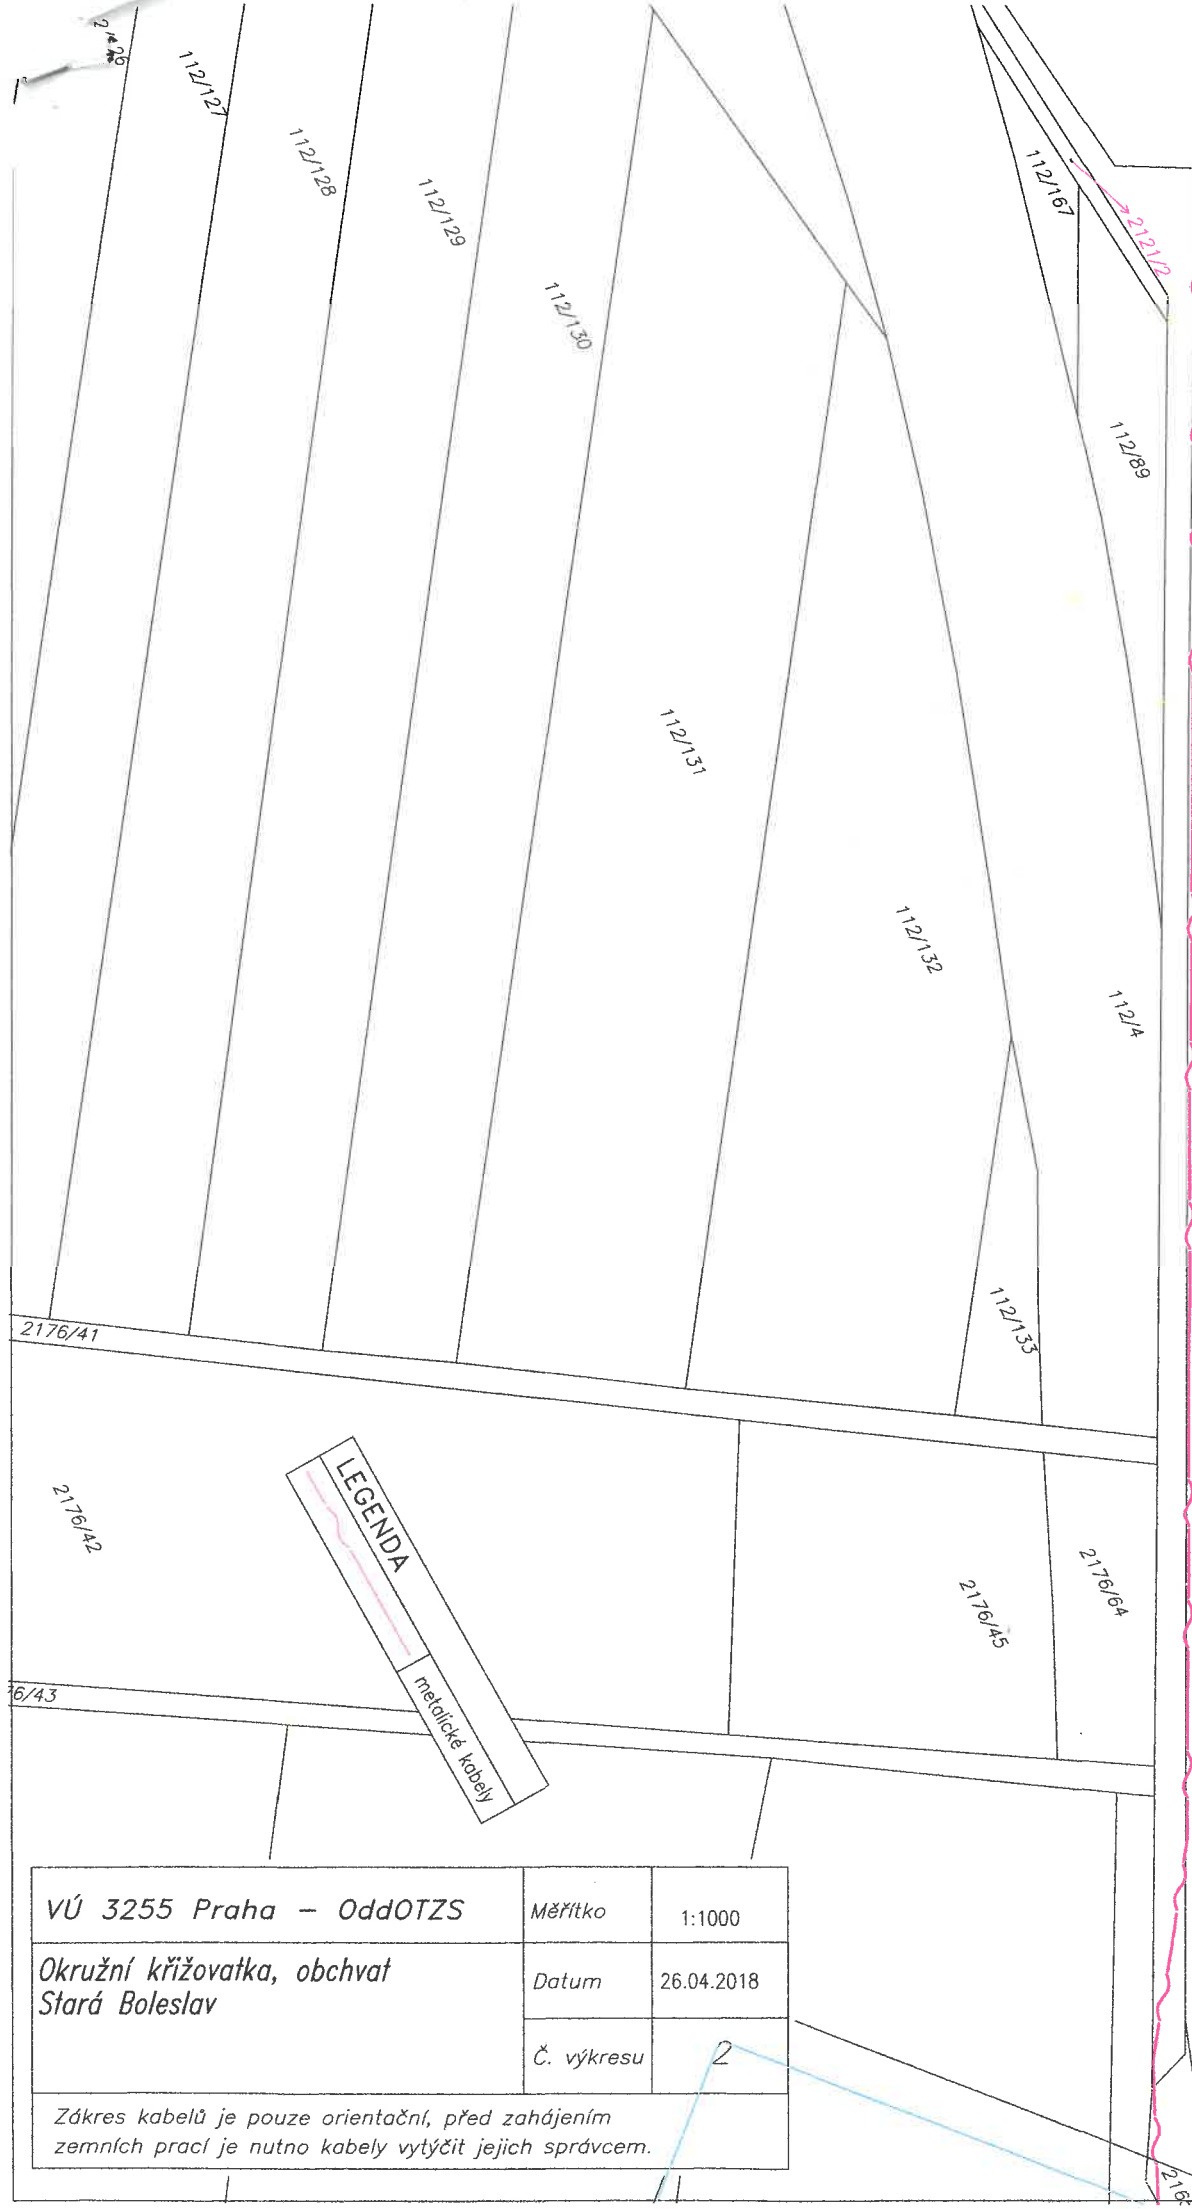 112/127
112/128
112/129
112/130
112/167
2121/2
112/89
112/131
112/132
112/4
112/133
2176/41
2176/42
LEGENDA
metalické kabely
2176/45
2176/64
6/43
VÚ 3255 Praha – OddOTZS
Měřítko
1:1000
Okružní křižovatka, obchvat
Stará Boleslav
Datum
26.04.2018
Č. výkresu
2
Zákres kabelů je pouze orientační, před zahájením
zemních prací je nutno kabely vytýčit jejich správcem.
216